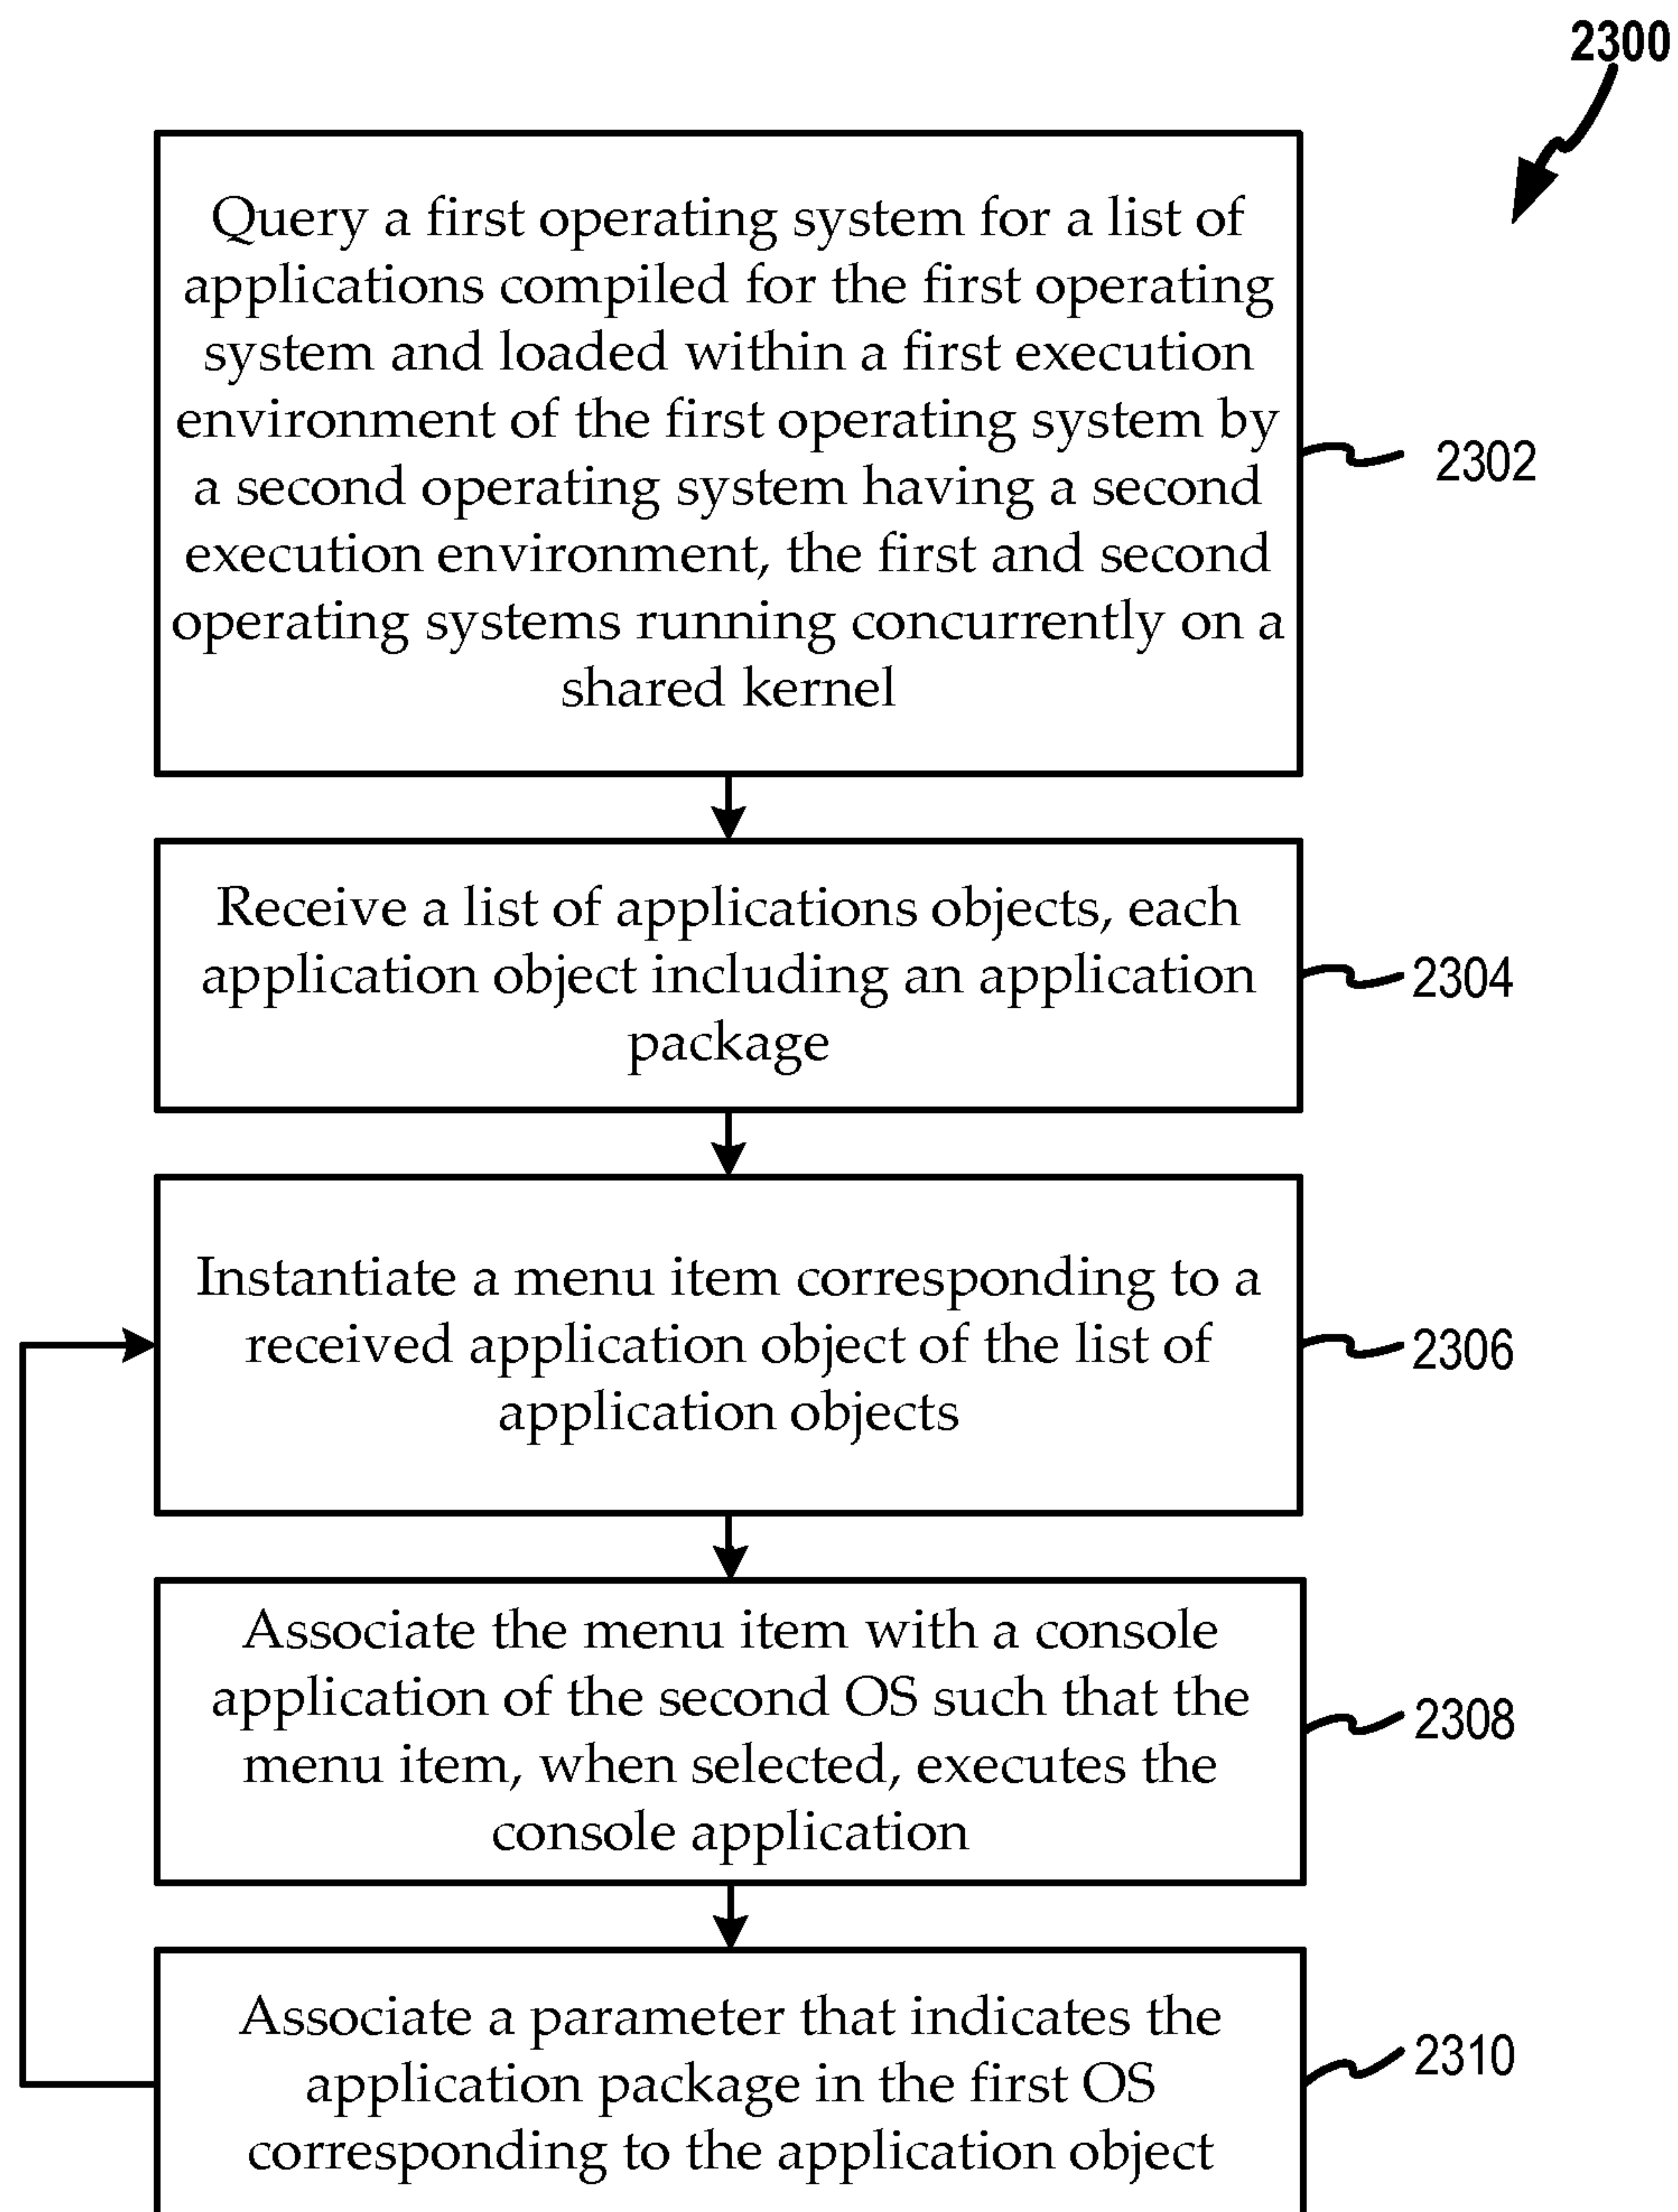 2300
Query a first operating system for a list of
applications compiled for the first operating
system and loaded within a first execution
environment of the first operating system by
a second operating system having a second
execution environment, the first and second
operating systems running concurrently on a
shared kernel
2302
Receive a list of applications objects, each
application object including an application
package
2304
Instantiate a menu item corresponding to a
received application object of the list of
application objects
2306
Associate the menu item with a console
application of the second OS such that the
menu item, when selected, executes the
console application
2308
Associate a parameter that indicates the
application package in the first OS
corresponding to the application object
2310